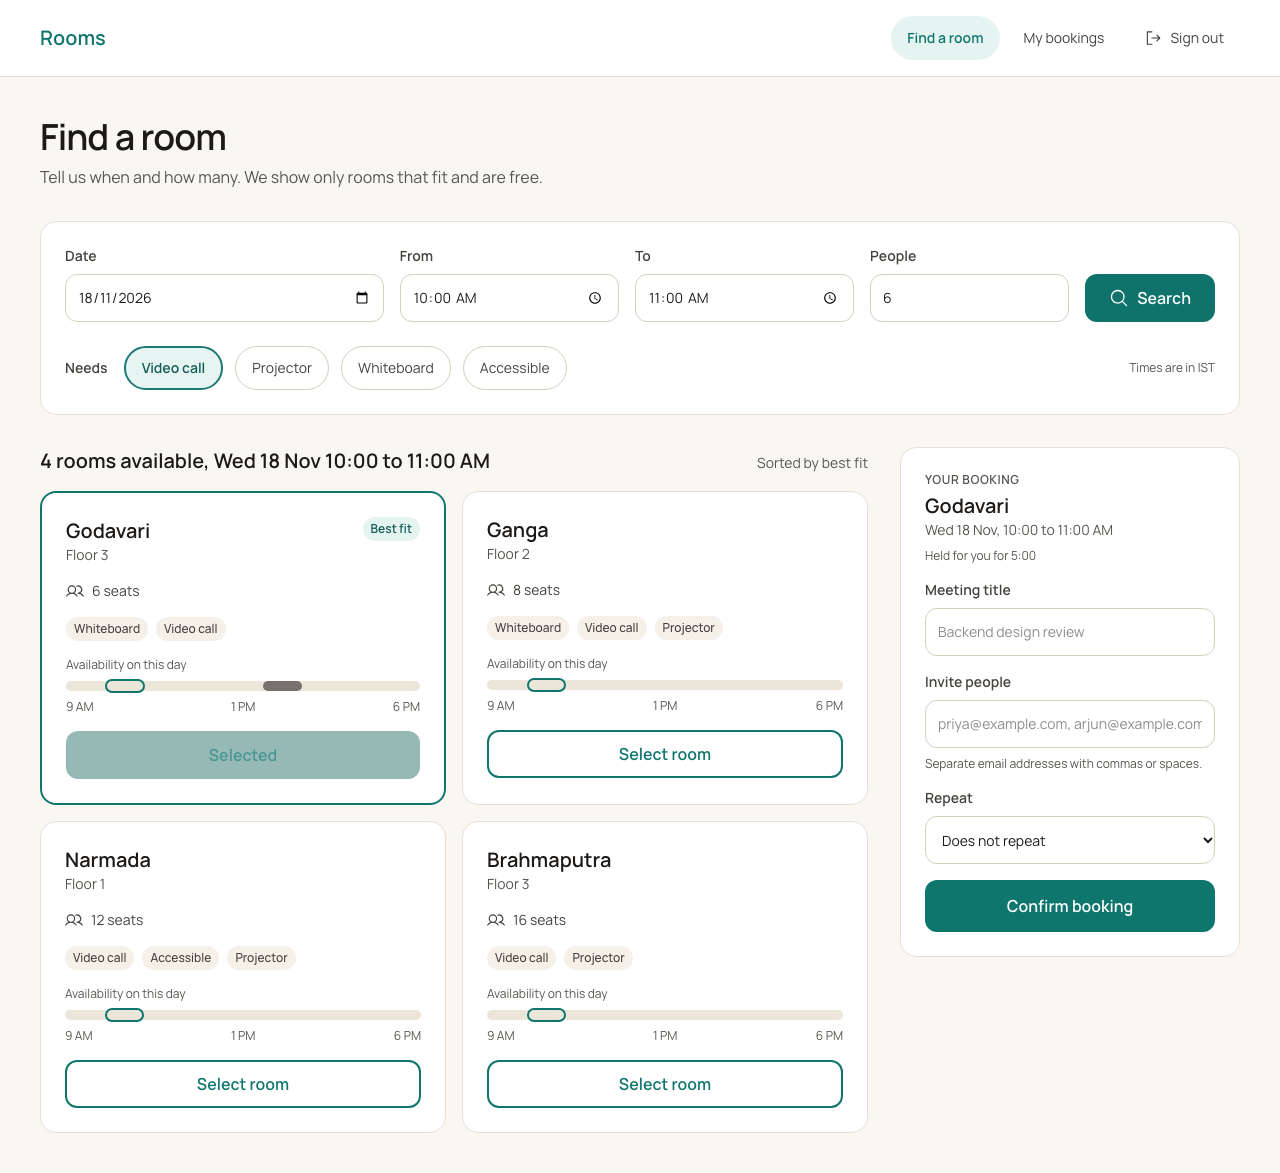 Rooms
Find a room
My bookings
Sign out
Find a room
Tell us when and how many. We show only rooms that fit and are free.
Date
From
To
People
18/11/2026
10:00 AM
11:00 AM
6
Search
Needs
Video call
Projector
Whiteboard
Accessible
Times are in IST
4 rooms available, Wed 18 Nov 10:00 to 11:00 AM
Sorted by best fit
Godavari
Best fit
Floor 3
6 seats
Whiteboard
Video call
Availability on this day
9 AM
1 PM
6 PM
Selected
Ganga
Floor 2
8 seats
Whiteboard
Video call
Projector
Availability on this day
9 AM
1 PM
6 PM
Select room
Narmada
Floor 1
12 seats
Video call
Accessible
Projector
Availability on this day
9 AM
1 PM
6 PM
Select room
Brahmaputra
Floor 3
16 seats
Video call
Projector
Availability on this day
9 AM
1 PM
6 PM
Select room
YOUR BOOKING
Godavari
Wed 18 Nov, 10:00 to 11:00 AM
Held for you for 5:00
Meeting title
Backend design review
Invite people
priya@example.com, arjun@example.com
Separate email addresses with commas or spaces.
Repeat
Does not repeat
Confirm booking